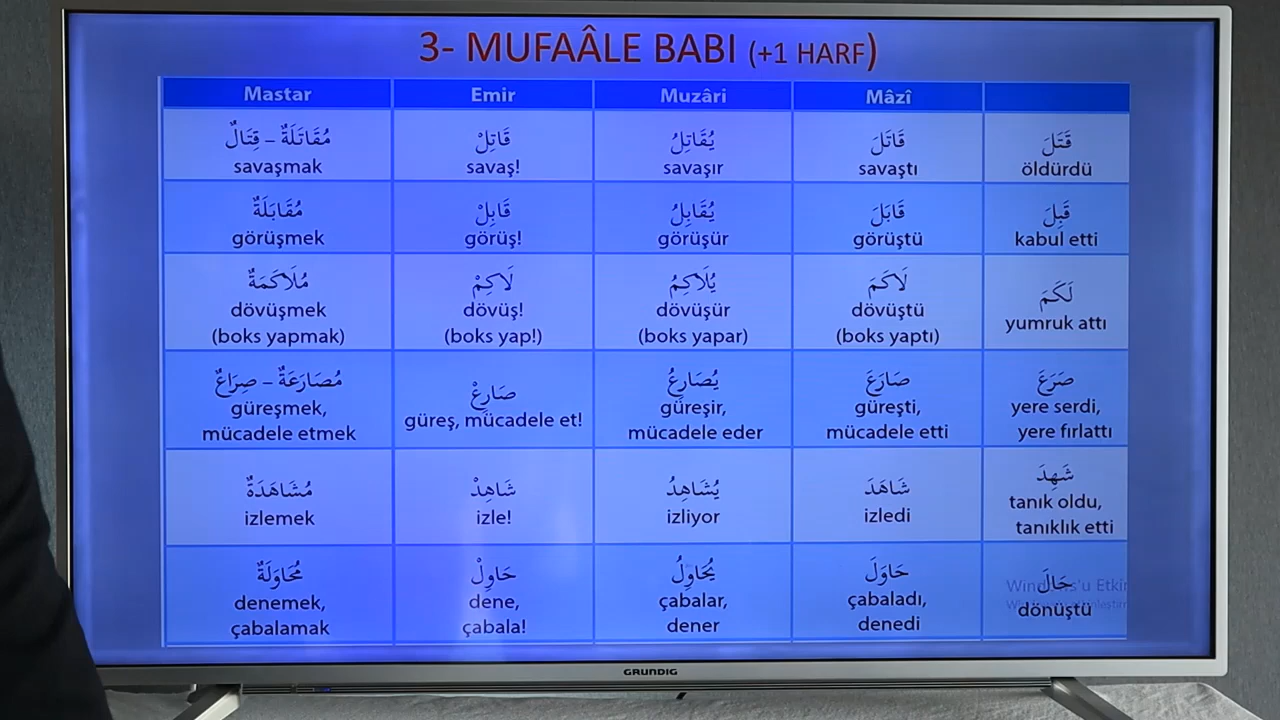 3- MUFAÂLE BABI (+1 HARF)
Mastar Emir Muzâri Mâzî
مُقَاتَلَةٌ – قِتَالٌ قَاتِلْ يُقَاتِلُ قَاتَلَ قَتَلَ
savaşmak savaş! savaşır savaştı öldürdü
مُقَابَلَةٌ قَابِلْ يُقَابِلُ قَابَلَ قَبِلَ
görüşmek görüş! görüşür görüştü kabul etti
مُلَاكَمَةٌ لَاكِمْ يُلَاكِمُ لَاكَمَ لَكَمَ
dövüşmek dövüş! dövüşür dövüştü yumruk attı
(boks yapmak) (boks yap!) (boks yapar) (boks yaptı)
مُصَارَعَةٌ – صِرَاعٌ صَارِعْ يُصَارِعُ صَارَعَ صَرَعَ
güreşmek, güreş, mücadele et! güreşir, güreşti, yere serdi,
mücadele etmek mücadele eder mücadele etti yere fırlattı
مُشَاهَدَةٌ شَاهِدْ يُشَاهِدُ شَاهَدَ شَهِدَ
izlemek izle! izliyor izledi tanık oldu,
tanıklık etti
مُحَاوَلَةٌ حَاوِلْ يُحَاوِلُ حَاوَلَ حَالَ
denemek, dene, çabalar, çabaladı, dönüştü
çabalamak çabala! dener denedi
Windows'u Etkin
GRUNDIG